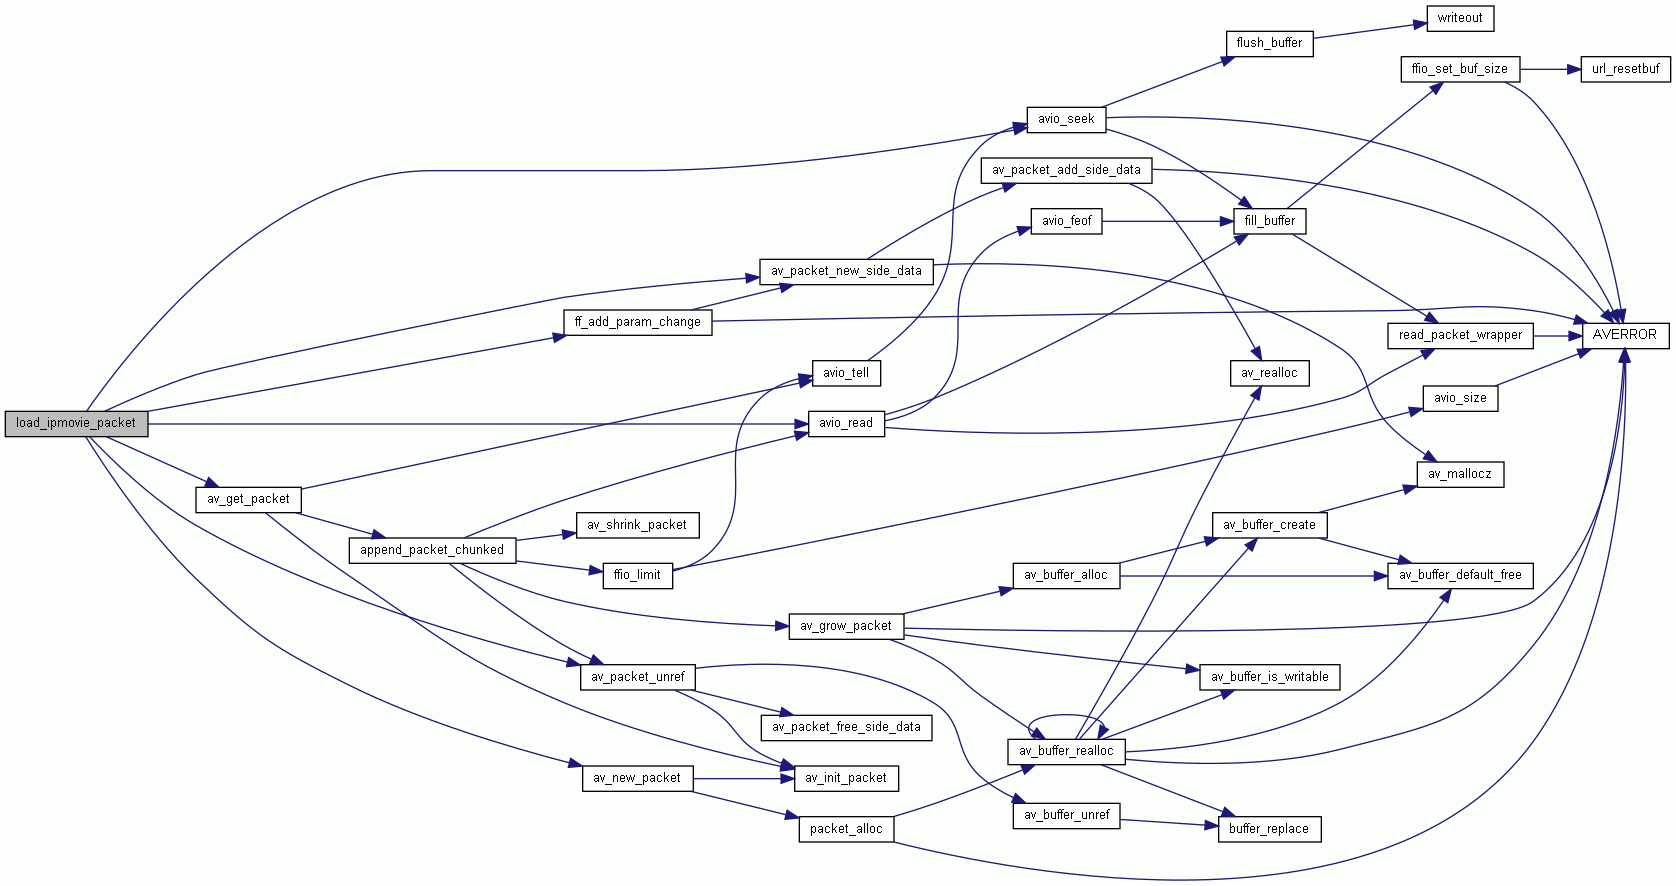 writeout
flush_buffer
ffio_set_buf_size
url_resetbuf
avio_seek
av_packet_add_side_data
avio_feof
fill_buffer
av_packet_new_side_data
ff_add_param_change
read_packet_wrapper
AVERROR
avio_tell
av_realloc
avio_size
load_ipmovie_packet
avio_read
av_mallocz
av_get_packet
av_shrink_packet
av_buffer_create
append_packet_chunked
ffio_limit
av_buffer_alloc
av_buffer_default_free
av_grow_packet
av_packet_unref
av_buffer_is_writable
av_packet_free_side_data
av_buffer_realloc
av_new_packet
av_init_packet
av_buffer_unref
packet_alloc
buffer_replace